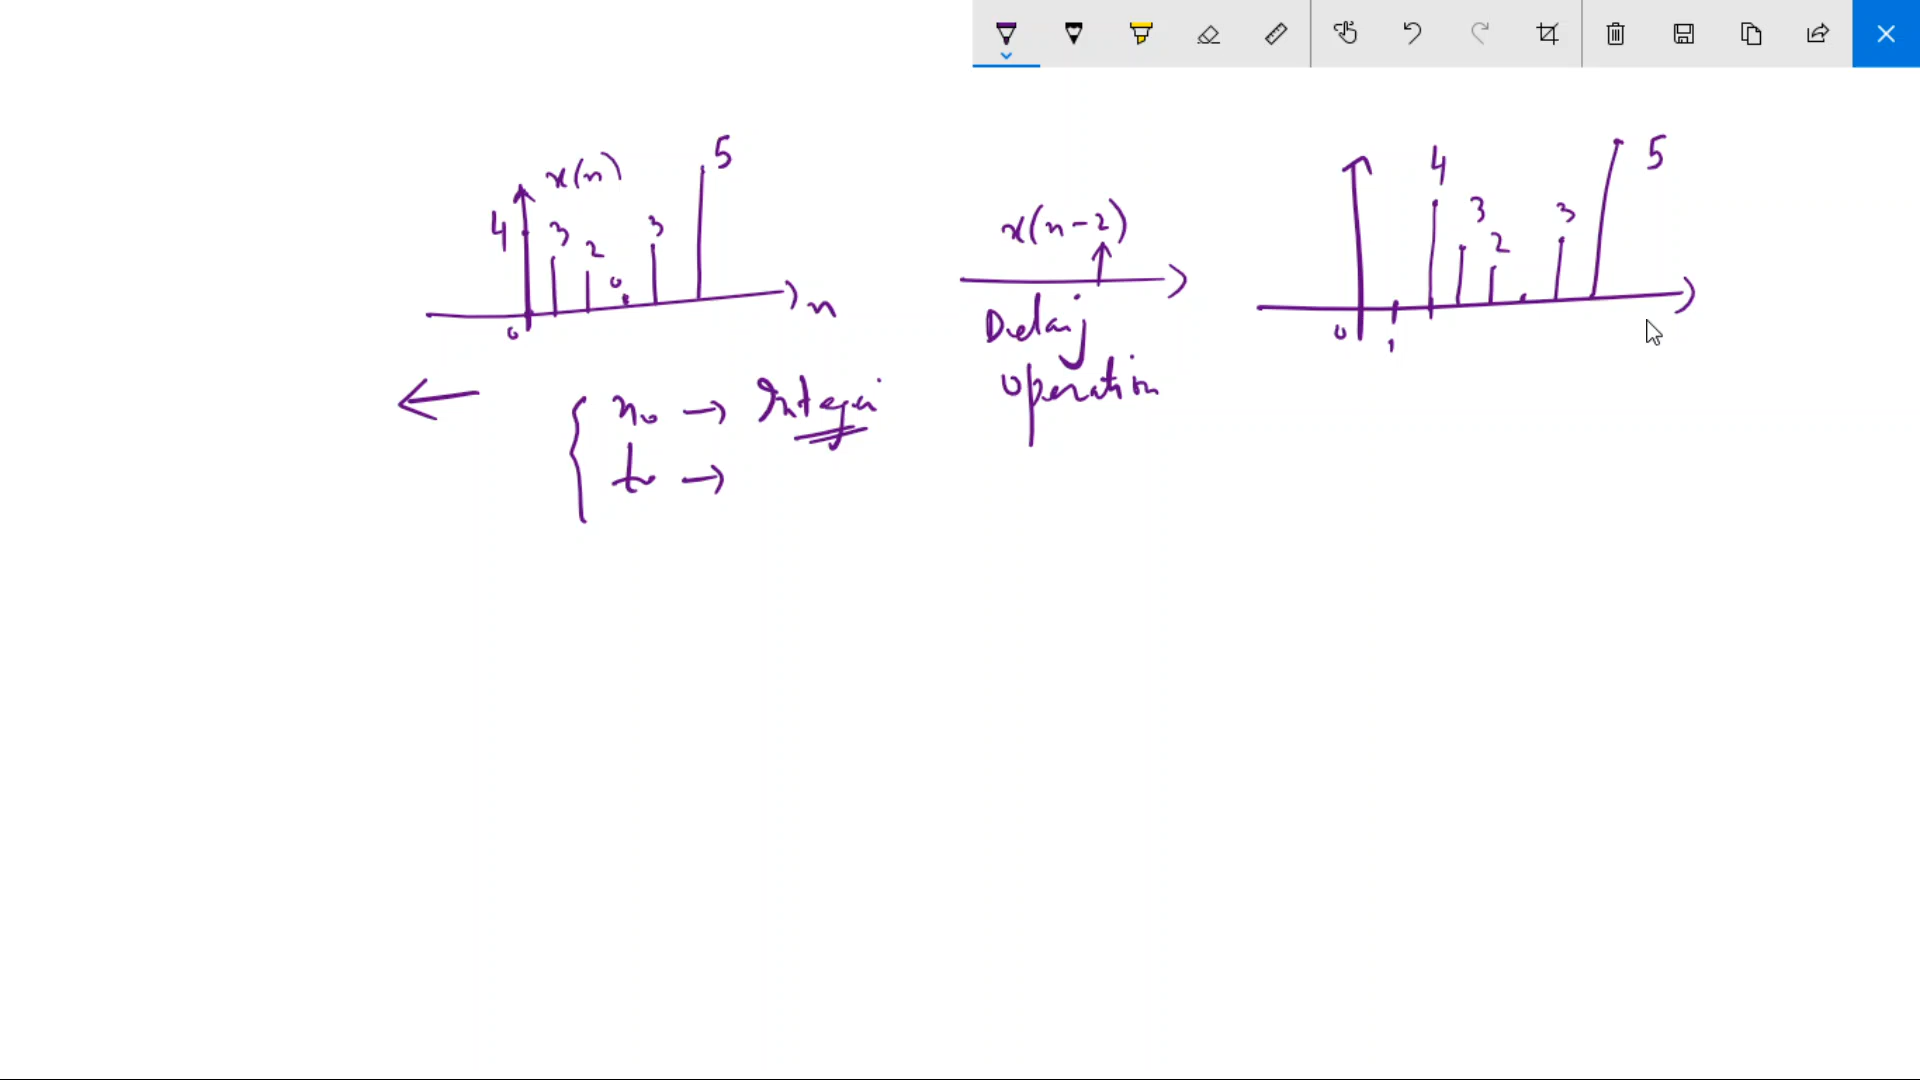 x(n)
4 3 2 0 3 5
0
n
x(n-2)
Delay
operation
4 3 2 3 5
0 1
n₀ → Integer
t₀ →